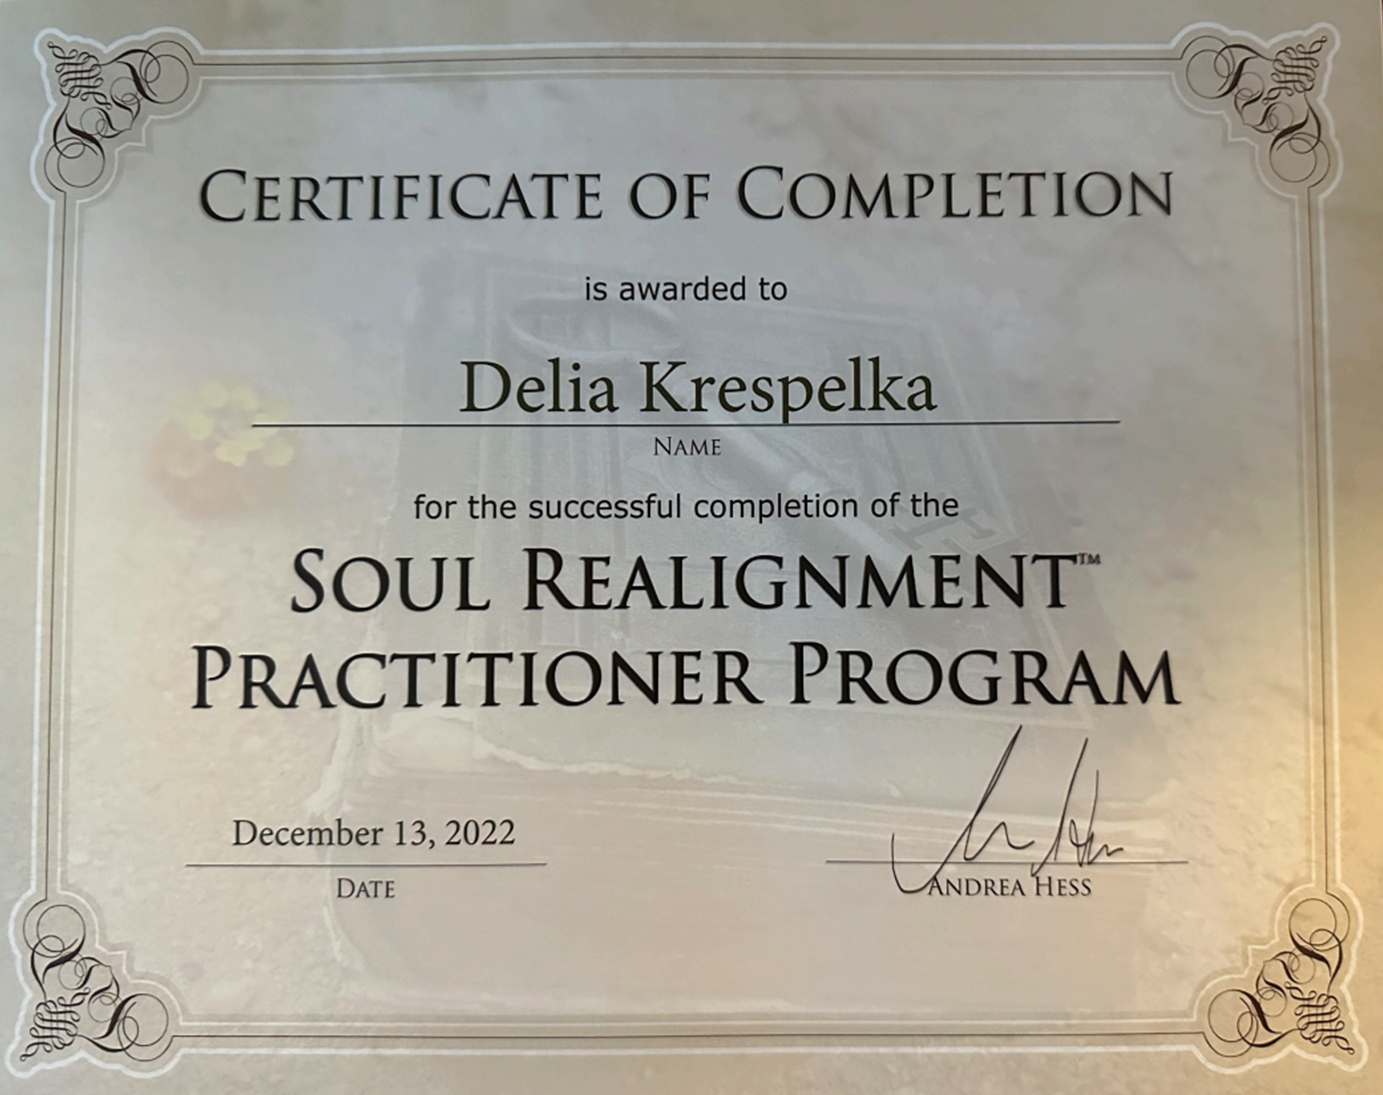 CERTIFICATE OF COMPLETION
is awarded to
Delia Krespelka
NAME
for the successful completion of the
SOUL REALIGNMENT™
PRACTITIONER PROGRAM
December 13, 2022
DATE
ANDREA HESS